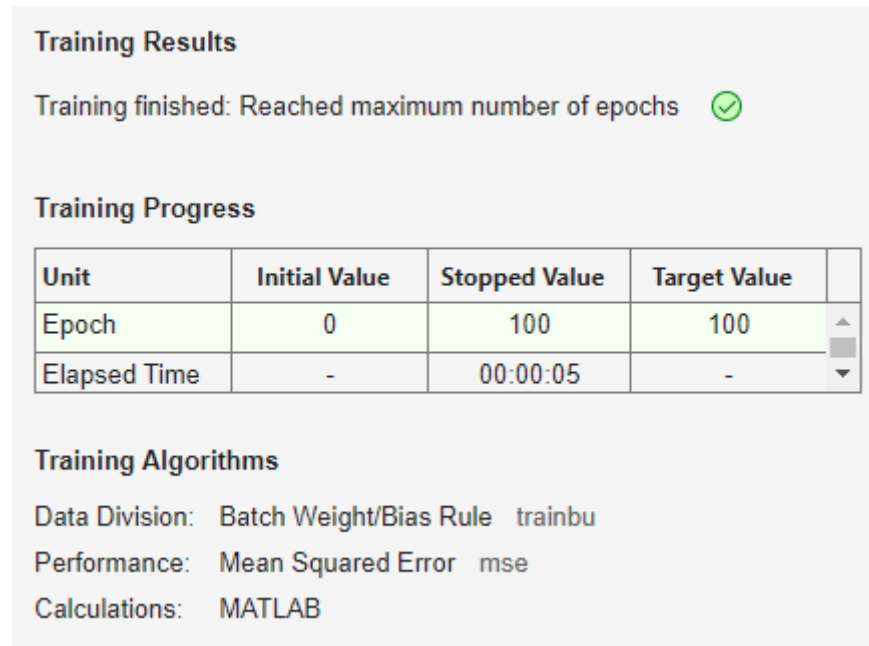 Training Results
Training finished: Reached maximum number of epochs
Training Progress
Unit Initial Value Stopped Value Target Value
Epoch 0 100 100
Elapsed Time - 00:00:05 -
Training Algorithms
Data Division: Batch Weight/Bias Rule trainbu
Performance: Mean Squared Error mse
Calculations: MATLAB